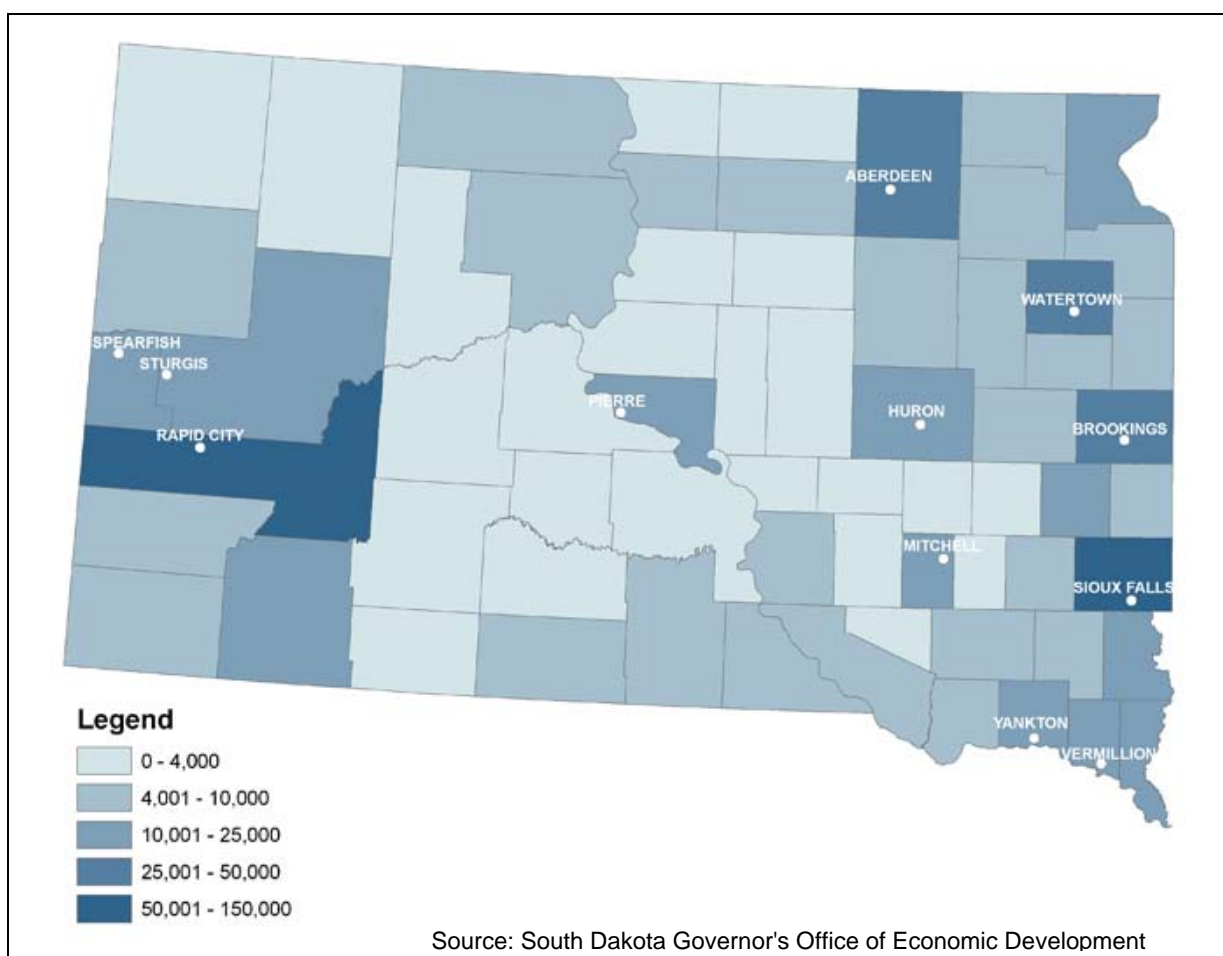 ABERDEEN
WATERTOWN
SPEARFISH
STURGIS
PIERRE
HURON
BROOKINGS
RAPID CITY
MITCHELL
SIOUX FALLS
YANKTON
VERMILLION
Legend
0 - 4,000
4,001 - 10,000
10,001 - 25,000
25,001 - 50,000
50,001 - 150,000
Source: South Dakota Governor's Office of Economic Development